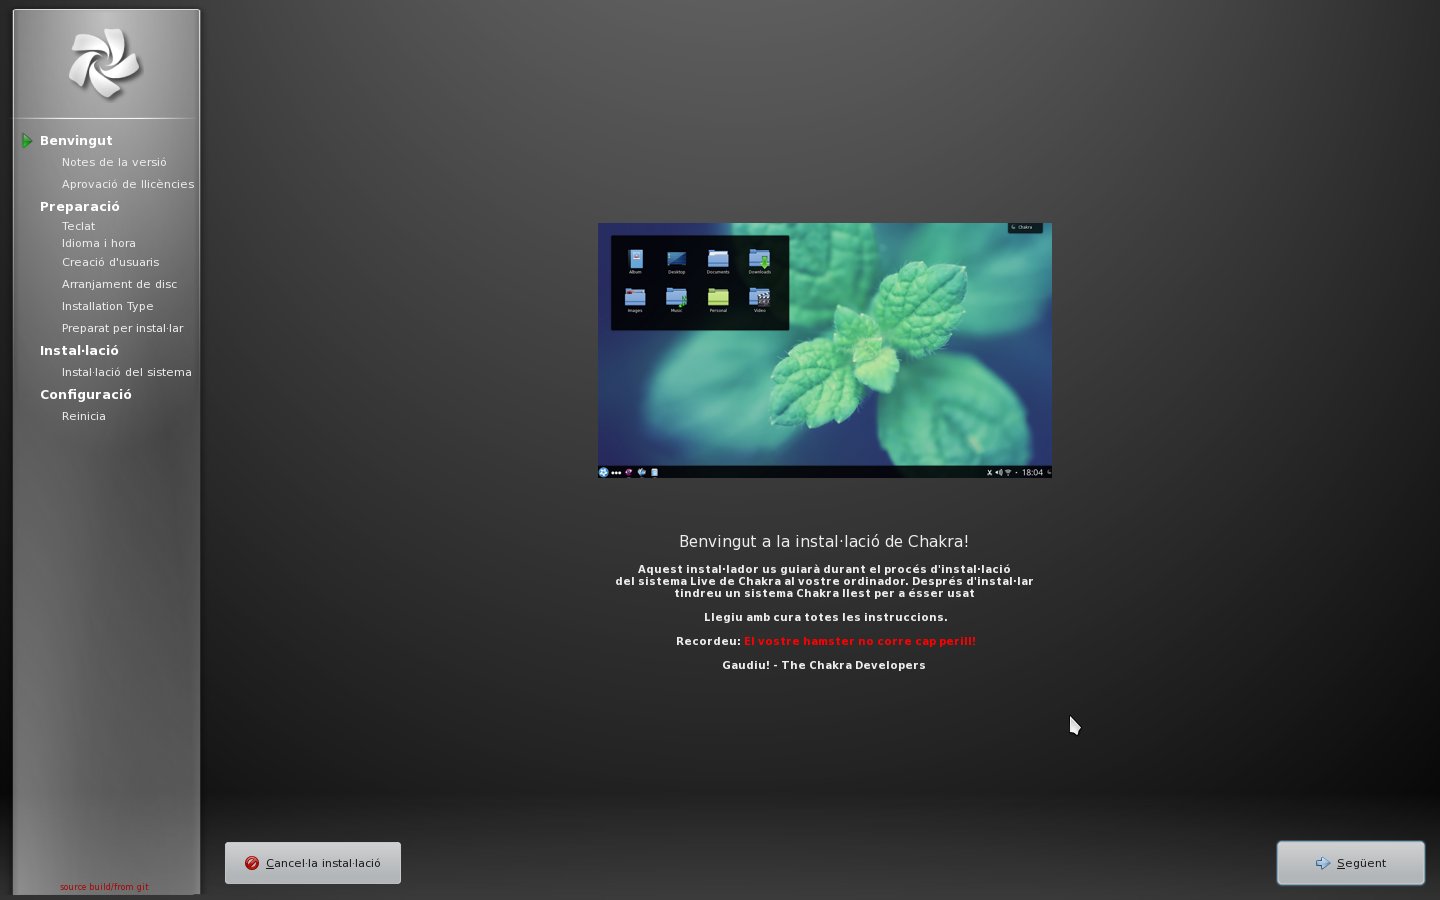 Benvingut
Notes de la versió
Aprovació de llicències
Preparació
Teclat
Idioma i hora
Creació d'usuaris
Arranjament de disc
Installation Type
Preparat per instal·lar
Instal·lació
Instal·lació del sistema
Configuració
Reinicia
source build/from git
Chakra
Album
Desktop
Documents
Downloads
Images
Music
Personal
Video
18:04
Benvingut a la instal·lació de Chakra!
Aquest instal·lador us guiarà durant el procés d'instal·lació
del sistema Live de Chakra al vostre ordinador. Després d'instal·lar
tindreu un sistema Chakra llest per a ésser usat
Llegiu amb cura totes les instruccions.
Recordeu: El vostre hamster no corre cap perill!
Gaudiu! - The Chakra Developers
Cancel·la instal·lació
Següent